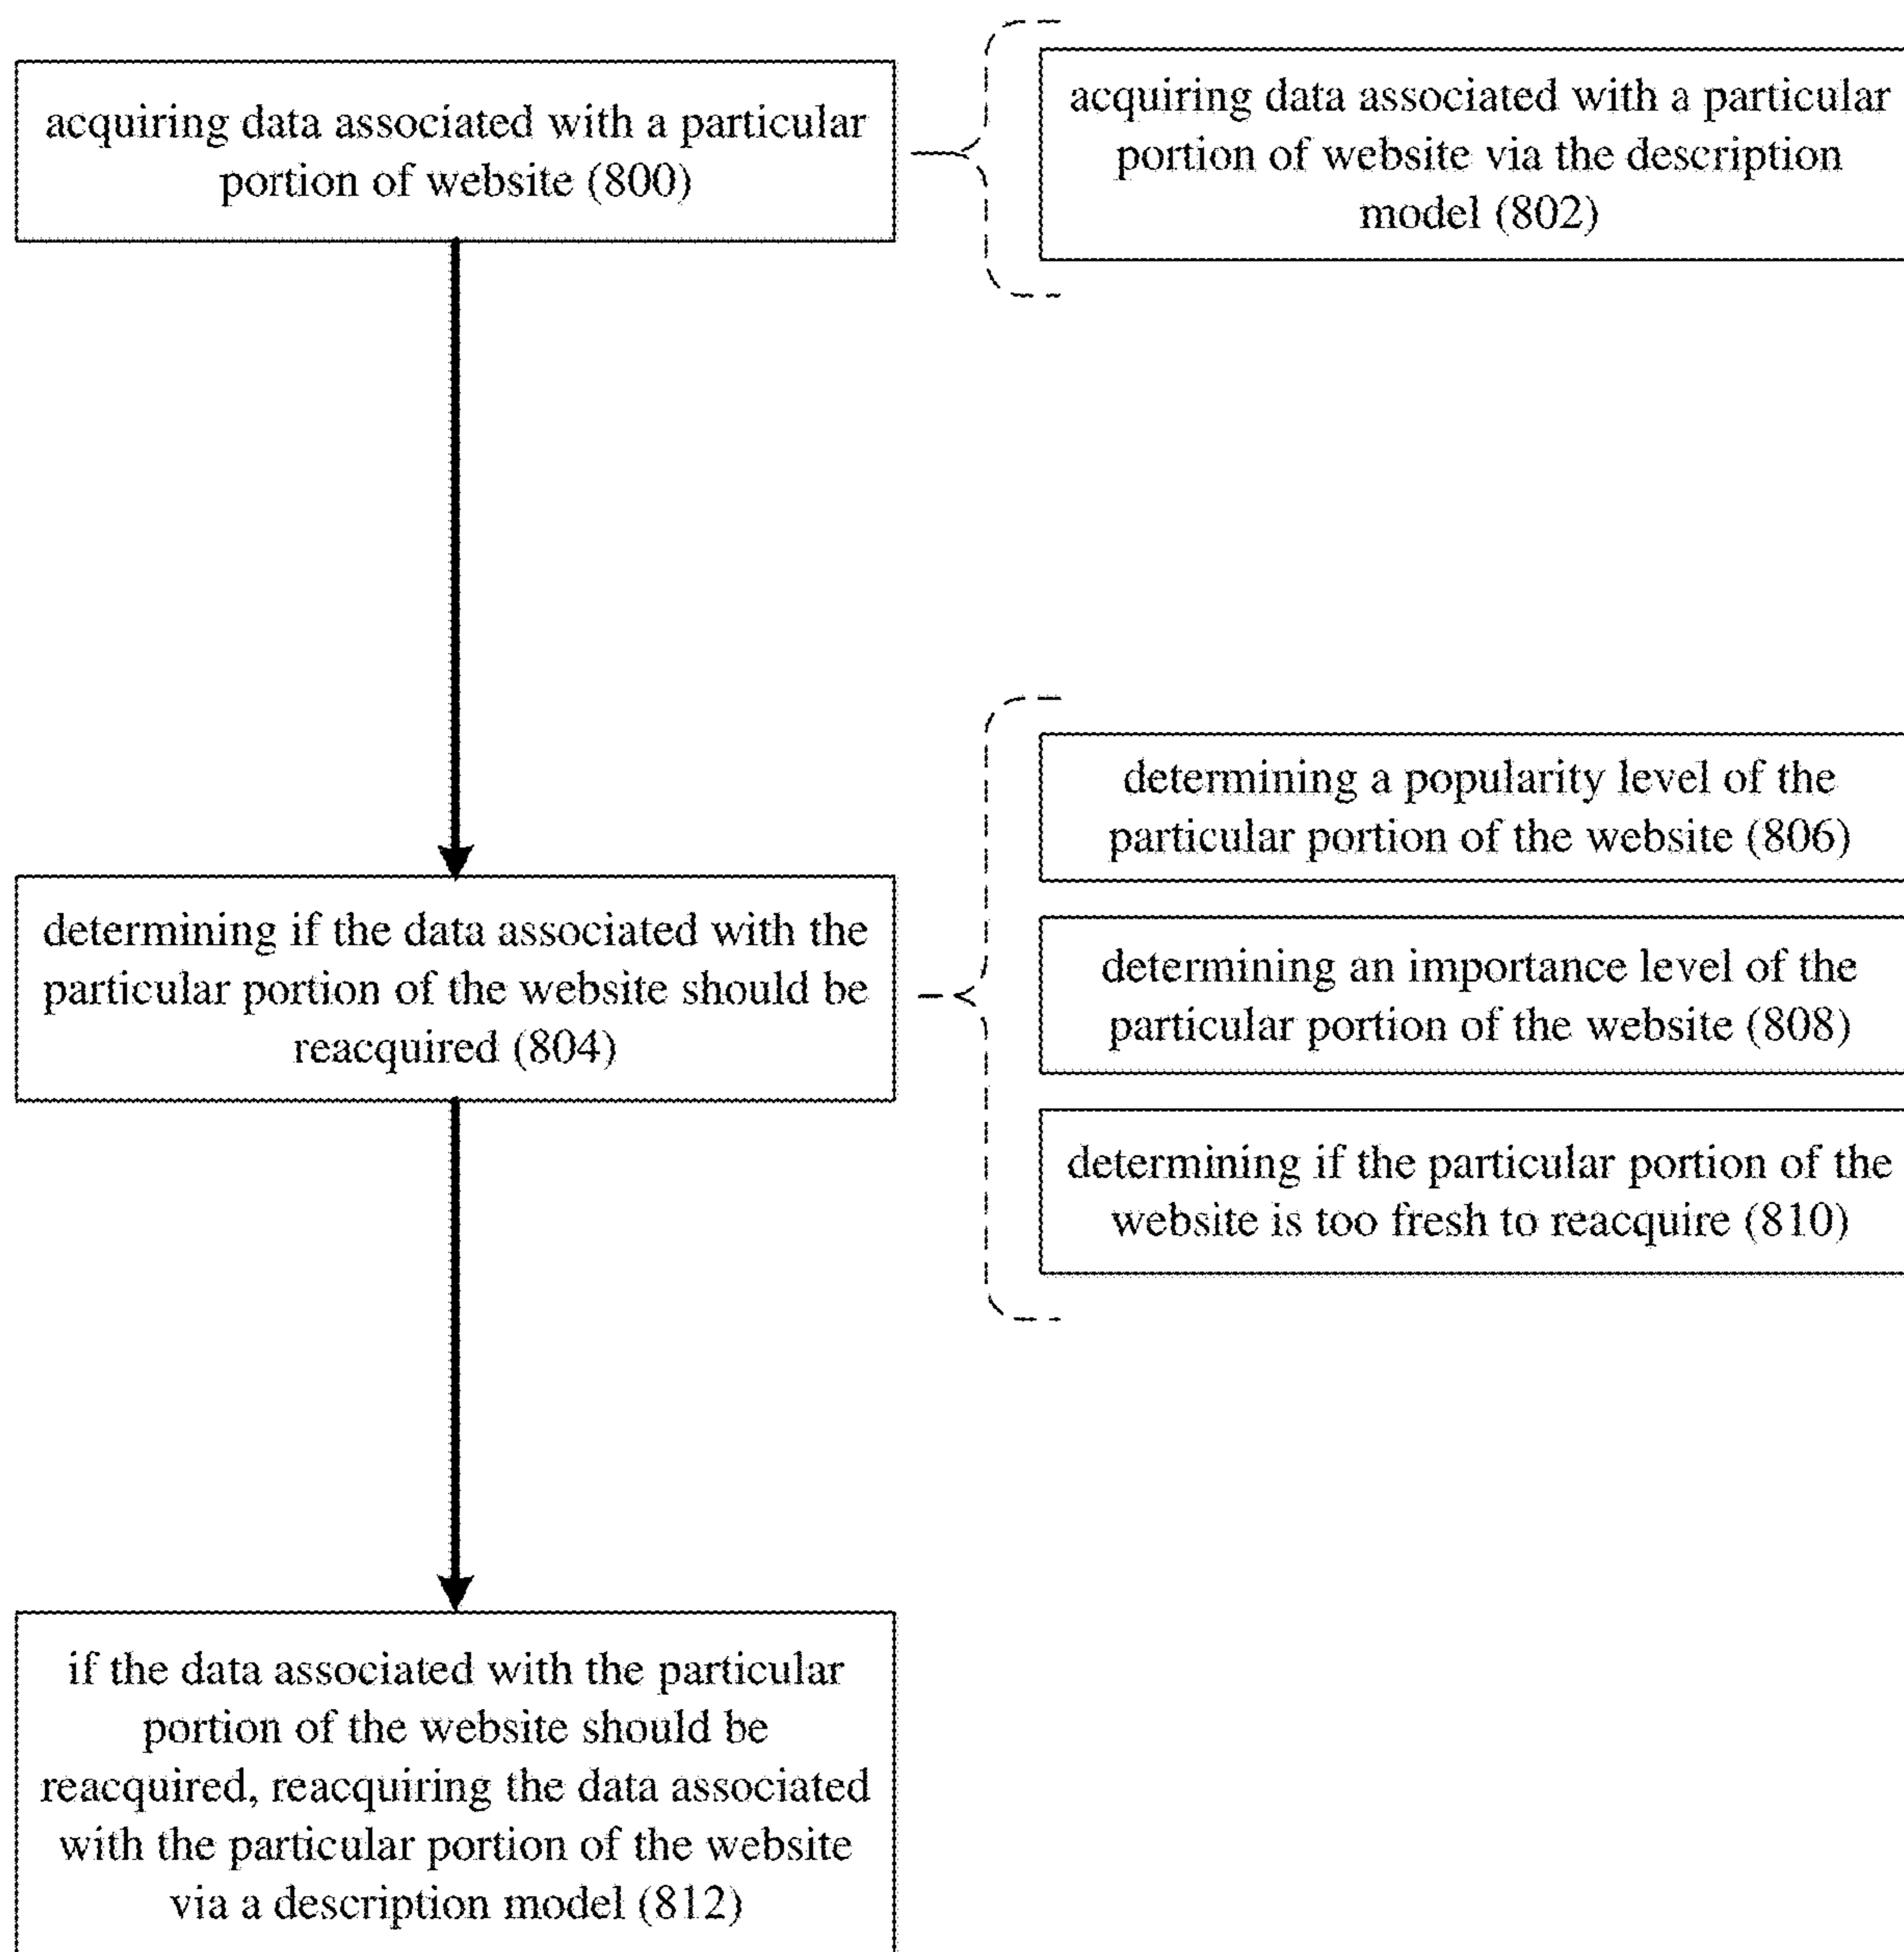 acquiring data associated with a particular
portion of website (800)
acquiring data associated with a particular
portion of website via the description
model (802)
determining if the data associated with the
particular portion of the website should be
reacquired (804)
determining a popularity level of the
particular portion of the website (806)
determining an importance level of the
particular portion of the website (808)
determining if the particular portion of the
website is too fresh to reacquire (810)
if the data associated with the particular
portion of the website should be
reacquired, reacquiring the data associated
with the particular portion of the website
via a description model (812)